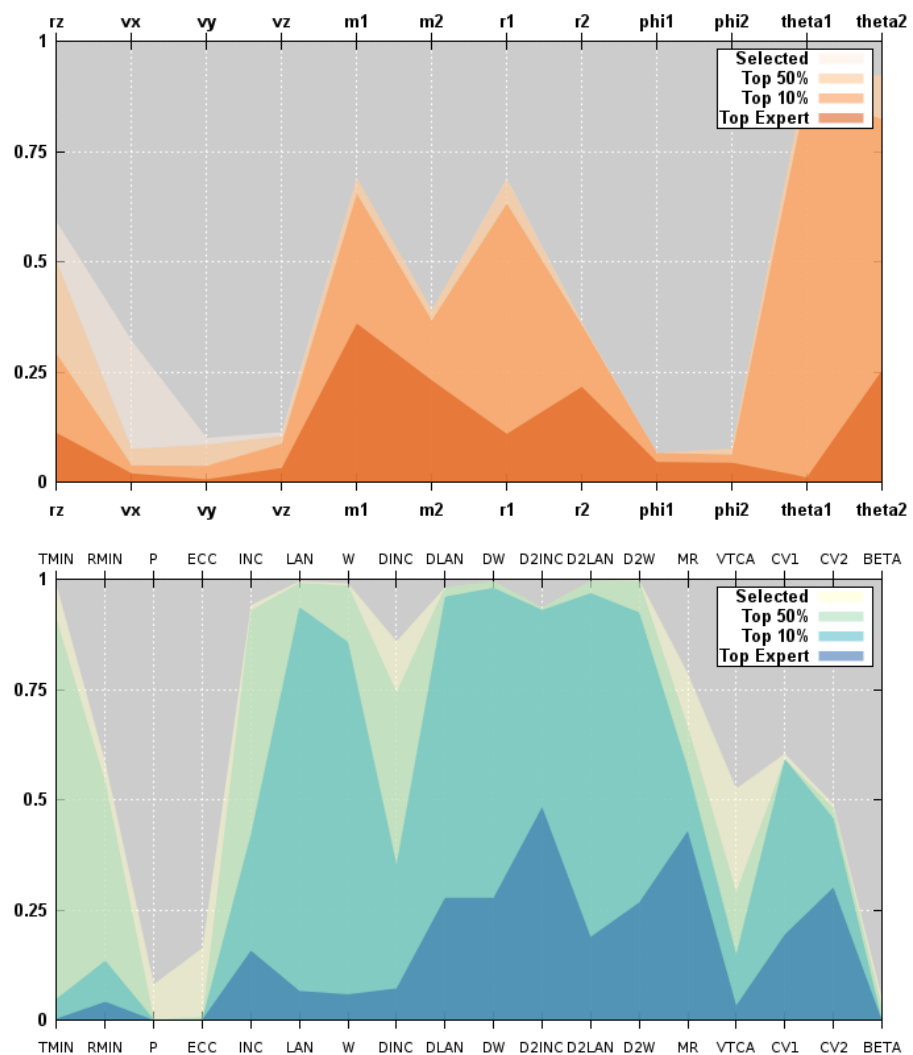 rz vx vy vz m1 m2 r1 r2 phi1 phi2 theta1 theta2
1
Selected
Top 50%
Top 10%
Top Expert
0.75
0.5
0.25
0
rz vx vy vz m1 m2 r1 r2 phi1 phi2 theta1 theta2
TMIN RMIN P ECC INC LAN W DINC DLAN DW D2INC D2LAN D2W MR VTCA CV1 CV2 BETA
1
Selected
Top 50%
Top 10%
Top Expert
0.75
0.5
0.25
0
TMIN RMIN P ECC INC LAN W DINC DLAN DW D2INC D2LAN D2W MR VTCA CV1 CV2 BETA